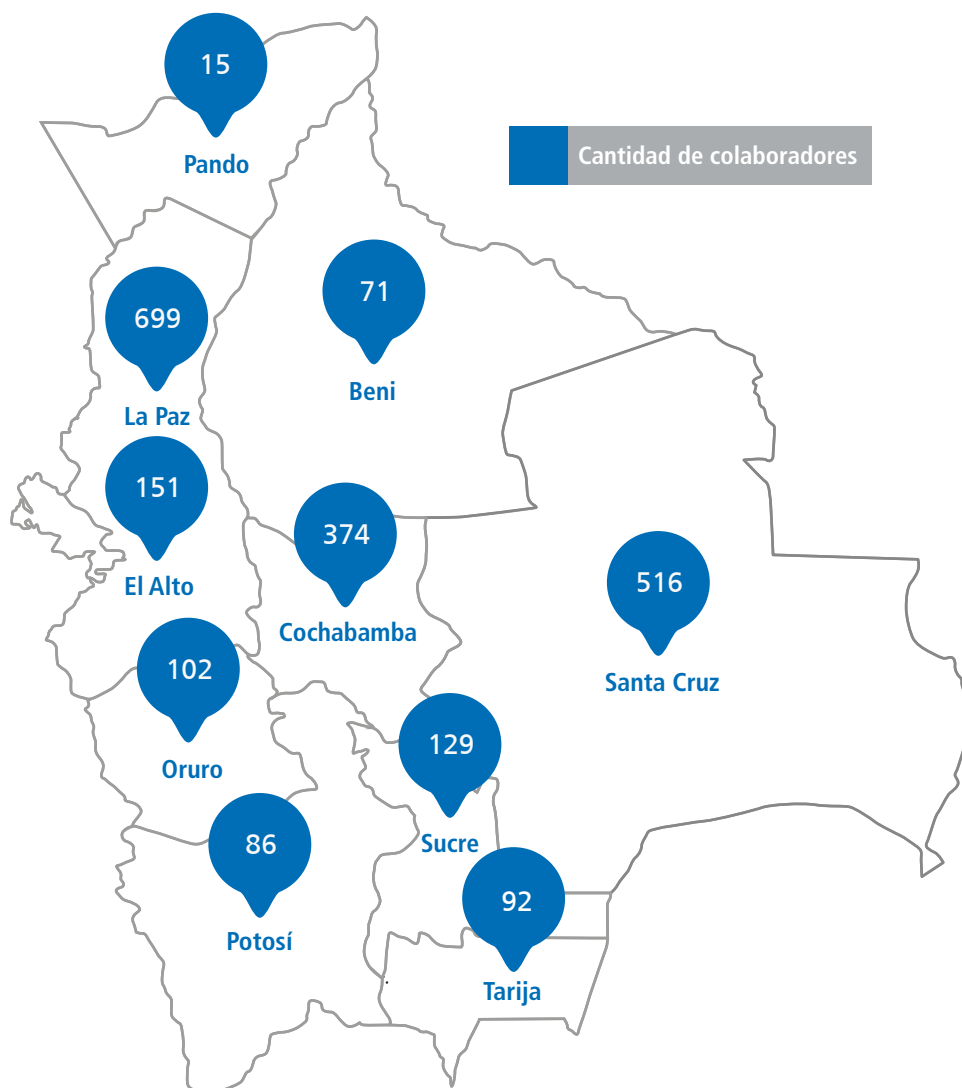 15
Pando
Cantidad de colaboradores
71
Beni
699
La Paz
151
El Alto
374
Cochabamba
516
Santa Cruz
102
Oruro
129
Sucre
86
Potosí
92
Tarija